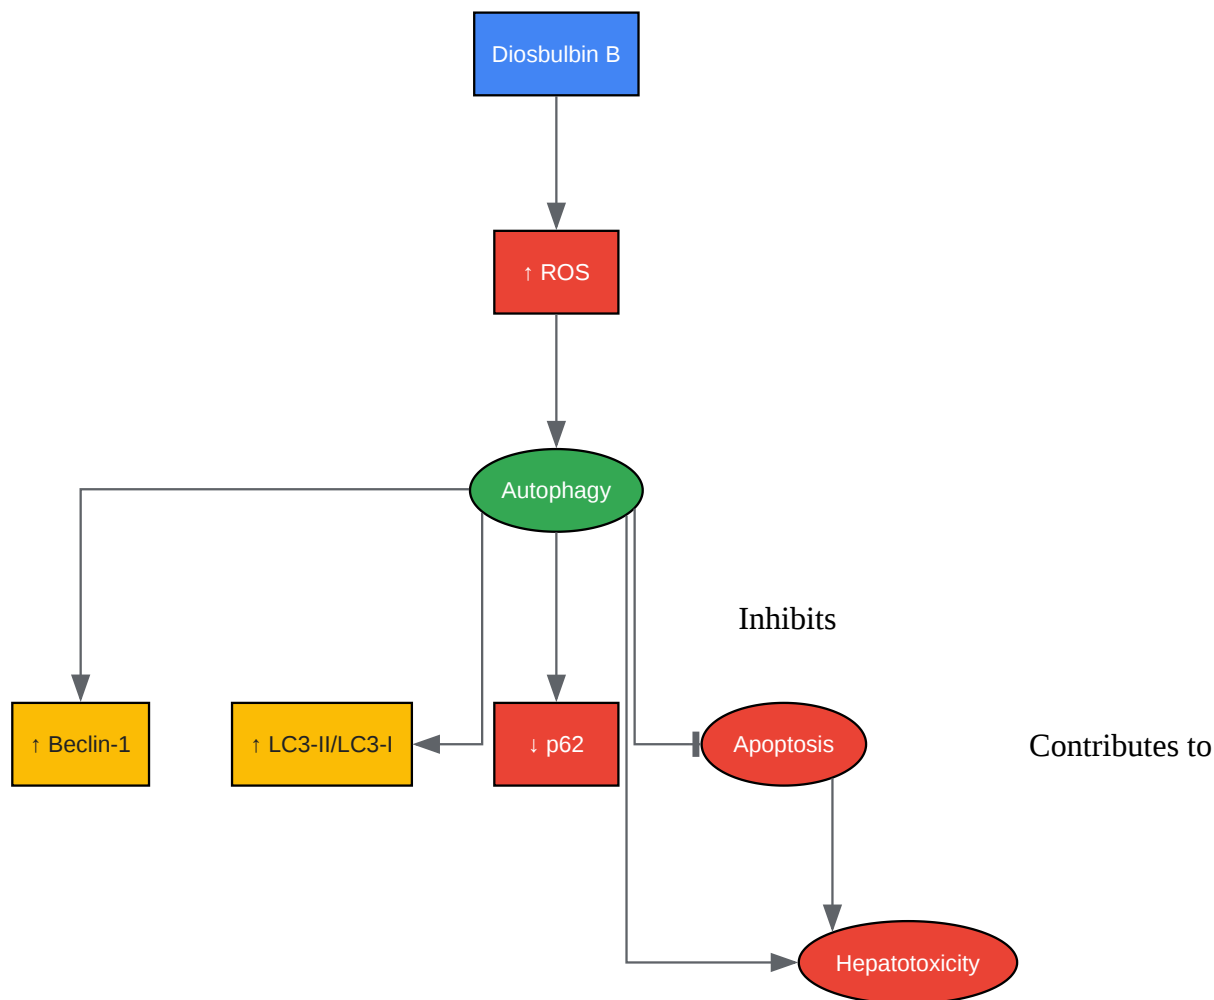 Diosbulbin B
↑ ROS
Autophagy
Inhibits
↑ Beclin-1
↑ LC3-II/LC3-I
↓ p62
Apoptosis
Contributes to
Hepatotoxicity